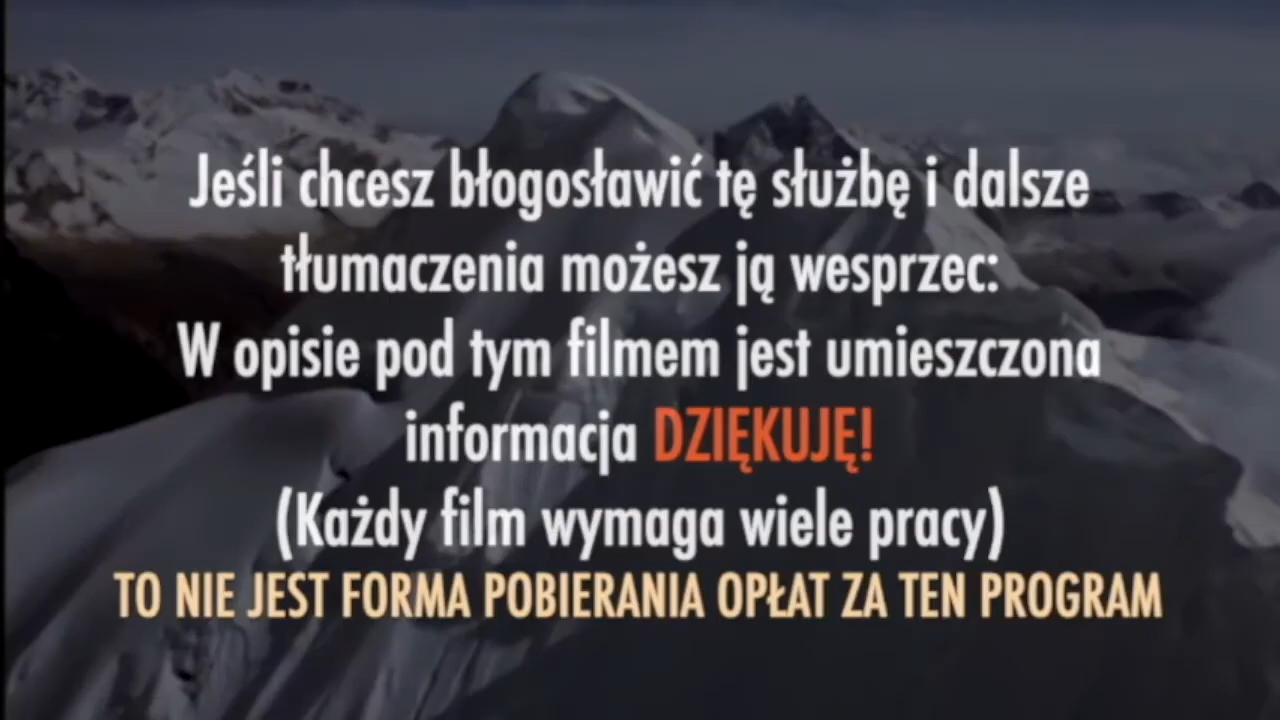 Jeśli chcesz błogosławić tę służbę i dalsze
tłumaczenia możesz ją wesprzec:
W opisie pod tym filmem jest umieszczona
informacja DZIĘKUJĘ!
(Każdy film wymaga wiele pracy)
TO NIE JEST FORMA POBIERANIA OPŁAT ZA TEN PROGRAM